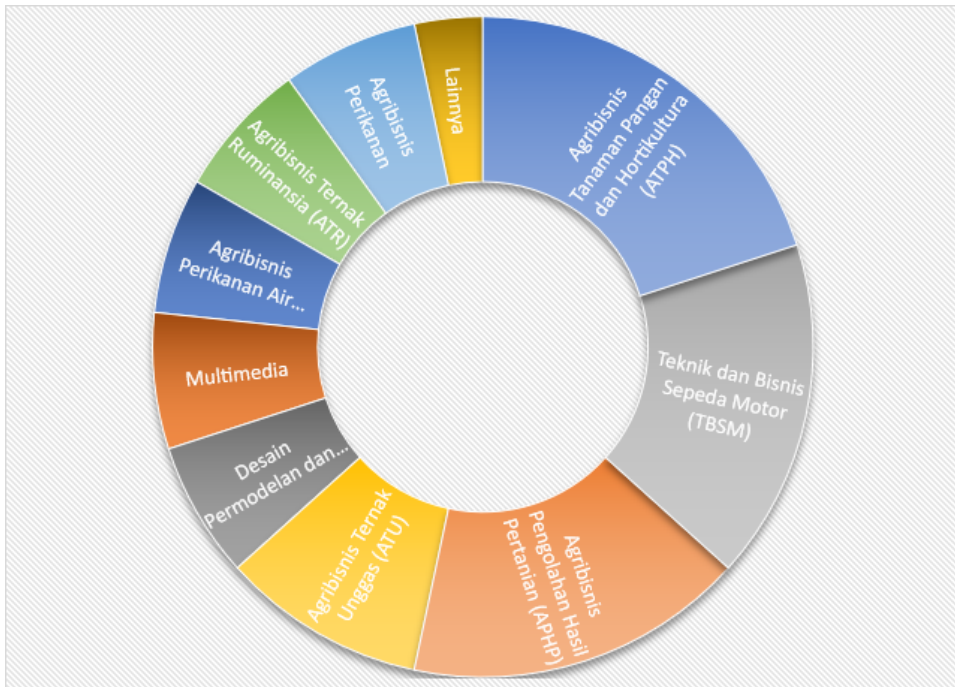 Agribisnis
Tanaman Pangan
dan Hortikultura
(ATPH)
Teknik dan Bisnis
Sepeda Motor
(TBSM)
Agribisnis
Pengolahan Hasil
Pertanian (APHP)
Agribisnis Ternak
Unggas (ATU)
Desain
Permodelan dan...
Multimedia
Agribisnis
Perikanan Air...
Agribisnis Ternak
Ruminansia (ATR)
Agribisnis
Perikanan
Lainnya